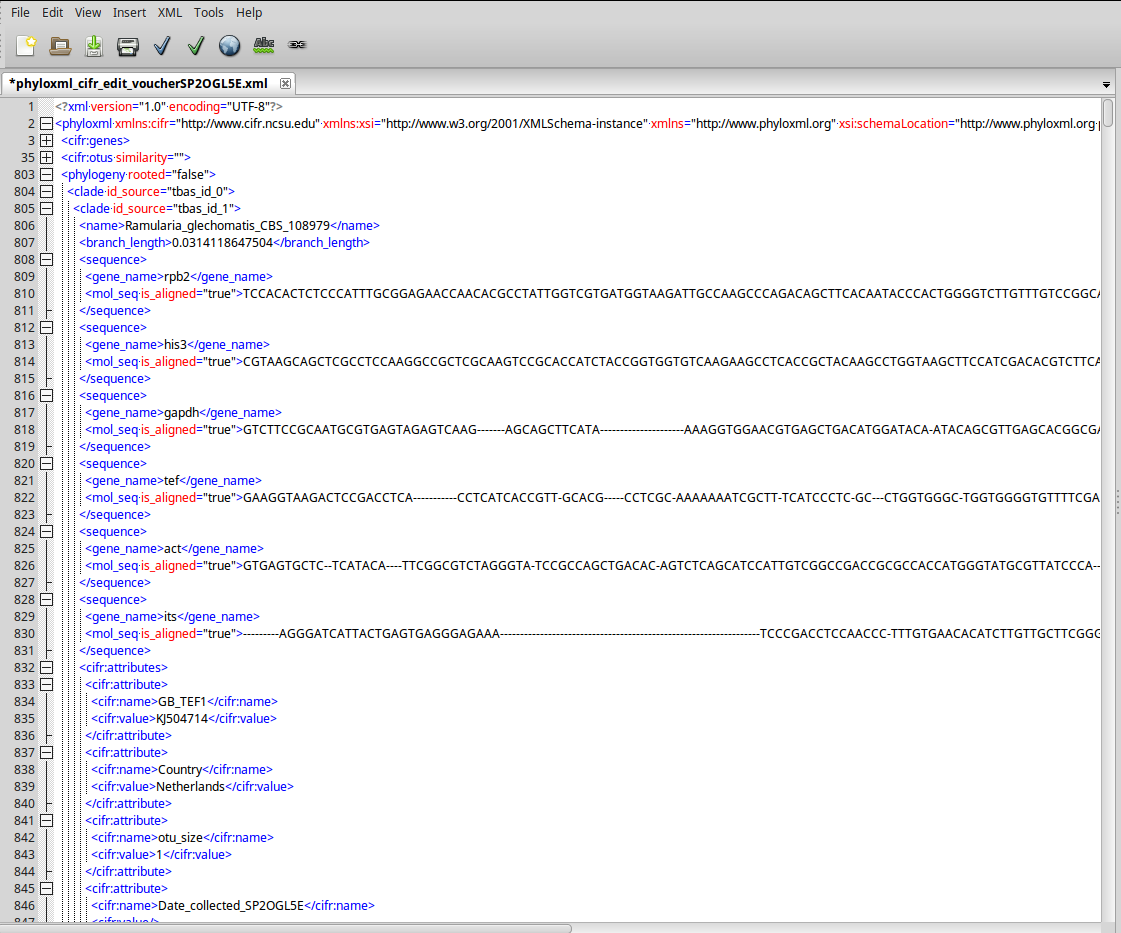 File Edit View Insert XML Tools Help
Abc
*phyloxml_cifr_edit_voucherSP2OGL5E.xml
1 <?xml version="1.0" encoding="UTF-8"?>
2 <phyloxml xmlns:cifr="http://www.cifr.ncsu.edu" xmlns:xsi="http://www.w3.org/2001/XMLSchema-instance" xmlns="http://www.phyloxml.org" xsi:schemaLocation="http://www.phyloxml.org
3 <cifr:genes>
35 <cifr:otus similarity="">
803 <phylogeny rooted="false">
804 <clade id_source="tbas_id_0">
805 <clade id_source="tbas_id_1">
806 <name>Ramularia_glechomatis_CBS_108979</name>
807 <branch_length>0.0314118647504</branch_length>
808 <sequence>
809 <gene_name>rpb2</gene_name>
810 <mol_seq is_aligned="true">TCCACACTCTCCCATTTGCGGAGAACCAACACGCCTATTGGTCGTGATGGTAAGATTGCCAAGCCCAGACAGCTTCACAATACCCACTGGGGTCTTGTTTGTCCGGCA
811 </sequence>
812 <sequence>
813 <gene_name>his3</gene_name>
814 <mol_seq is_aligned="true">CGTAAGCAGCTCGCCTCCAAGGCCGCTCGCAAGTCCGCACCATCTACCGGTGGTGTCAAGAAGCCTCACCGCTACAAGCCTGGTAAGCTTCCATCGACACGTCTTCA
815 </sequence>
816 <sequence>
817 <gene_name>gapdh</gene_name>
818 <mol_seq is_aligned="true">GTCTTCCGCAATGCGTGAGTAGAGTCAAG-------AGCAGCTTCATA---------------------AAAGGTGGAACGTGAGCTGACATGGATACA-ATACAGCGTTGAGCACGGCGA
819 </sequence>
820 <sequence>
821 <gene_name>tef</gene_name>
822 <mol_seq is_aligned="true">GAAGGTAAGACTCCGACCTCA-----------CCTCATCACCGTT-GCACG-----CCTCGC-AAAAAAATCGCTT-TCATCCCTC-GC---CTGGTGGGC-TGGTGGGGTGTTTTCGA
823 </sequence>
824 <sequence>
825 <gene_name>act</gene_name>
826 <mol_seq is_aligned="true">GTGAGTGCTC--TCATACA----TTCGGCGTCTAGGGTA-TCCGCCAGCTGACAC-AGTCTCAGCATCCATTGTCGGCCGACCGCGCCACCATGGGTATGCGTTATCCCA--
827 </sequence>
828 <sequence>
829 <gene_name>its</gene_name>
830 <mol_seq is_aligned="true">---------AGGGATCATTACTGAGTGAGGGAGAAA-----------------------------------------------------------------TCCCGACCTCCAACCC-TTTGTGAACACATCTTGTTGCTTCGGG
831 </sequence>
832 <cifr:attributes>
833 <cifr:attribute>
834 <cifr:name>GB_TEF1</cifr:name>
835 <cifr:value>KJ504714</cifr:value>
836 </cifr:attribute>
837 <cifr:attribute>
838 <cifr:name>Country</cifr:name>
839 <cifr:value>Netherlands</cifr:value>
840 </cifr:attribute>
841 <cifr:attribute>
842 <cifr:name>otu_size</cifr:name>
843 <cifr:value>1</cifr:value>
844 </cifr:attribute>
845 <cifr:attribute>
846 <cifr:name>Date_collected_SP2OGL5E</cifr:name>
847 <cifr:value/>